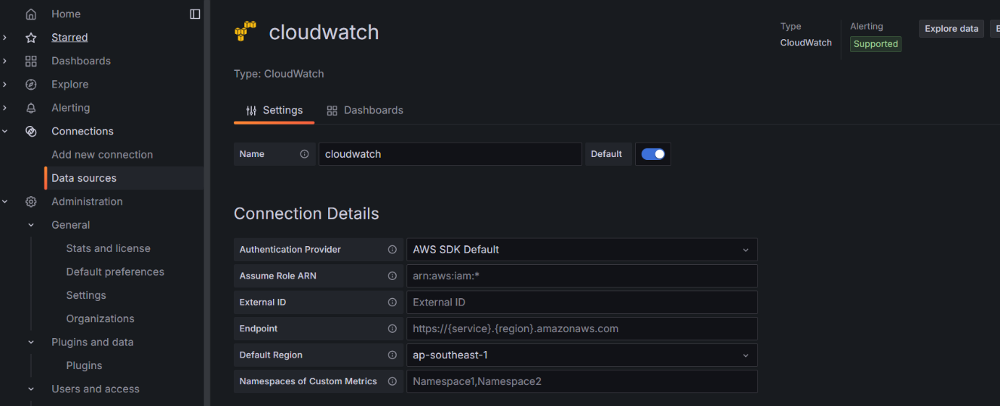 Home
Starred
Dashboards
Explore
Alerting
Connections
Add new connection
Data sources
Administration
General
Stats and license
Default preferences
Settings
Organizations
Plugins and data
Plugins
Users and access
cloudwatch
Type
CloudWatch
Alerting
Supported
Explore data
Type: CloudWatch
Settings
Dashboards
Name cloudwatch Default
Connection Details
Authentication Provider AWS SDK Default
Assume Role ARN arn:aws:iam:*
External ID External ID
Endpoint https://{service}.{region}.amazonaws.com
Default Region ap-southeast-1
Namespaces of Custom Metrics Namespace1,Namespace2